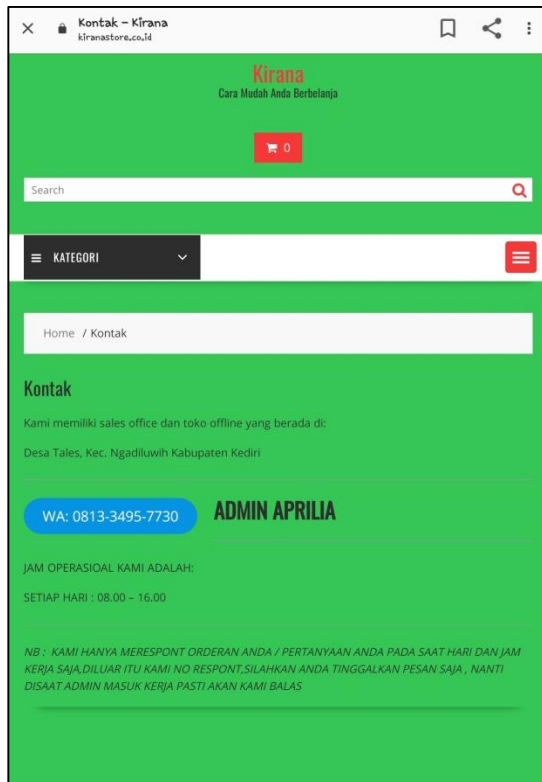 Kontak – Kirana
kiranastore.co.id
Kirana
Cara Mudah Anda Berbelanja
0
Search
KATEGORI
Home / Kontak
Kontak
Kami memiliki sales office dan toko offline yang berada di:
Desa Tales, Kec. Ngadiluwih Kabupaten Kediri
WA: 0813-3495-7730
ADMIN APRILIA
JAM OPERASIOAL KAMI ADALAH:
SETIAP HARI : 08.00 – 16.00
NB : KAMI HANYA MERESPONT ORDERAN ANDA / PERTANYAAN ANDA PADA SAAT HARI DAN JAM
KERJA SAJA,DILUAR ITU KAMI NO RESPONT,SILAHKAN ANDA TINGGALKAN PESAN SAJA , NANTI
DISAAT ADMIN MASUK KERJA PASTI AKAN KAMI BALAS